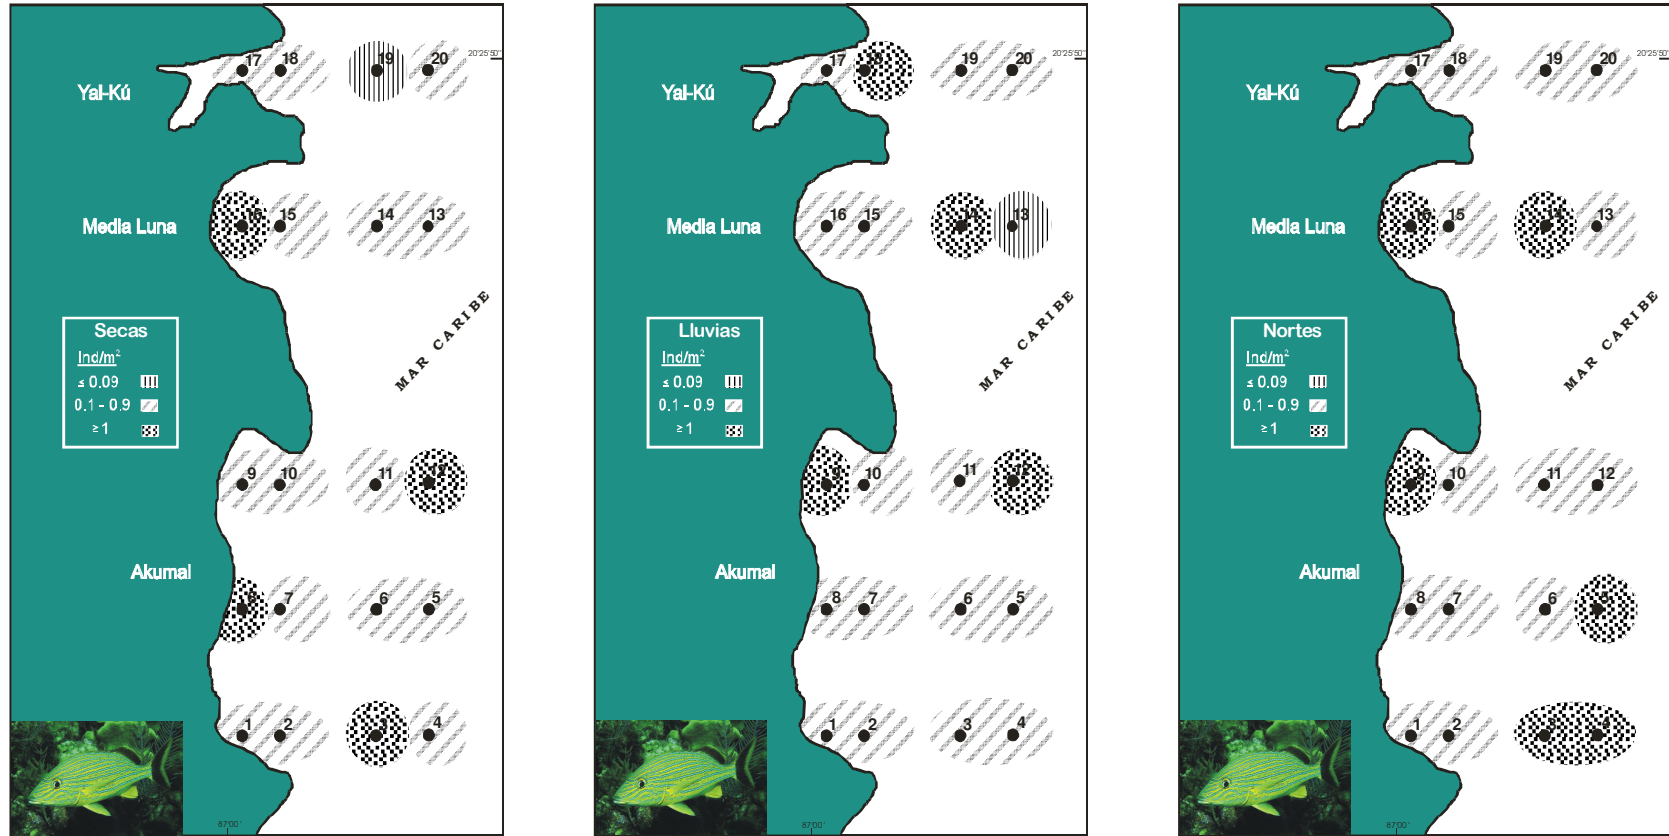 17 18 19 20
20°25'50''
Yal-Kú
16 15 14 13
Media Luna
MAR CARIBE
Secas
Ind/m²
≤ 0.09
0.1 - 0.9
≥ 1
9 10 11 12
Akumal
8 7 6 5
1 2 3 4
87°00'
17 18 19 20
20°25'50''
Yal-Kú
16 15 14 13
Media Luna
MAR CARIBE
Lluvias
Ind/m²
≤ 0.09
0.1 - 0.9
≥ 1
9 10 11 12
Akumal
8 7 6 5
1 2 3 4
87°00'
17 18 19 20
20°25'50''
Yal-Kú
16 15 14 13
Media Luna
MAR CARIBE
Nortes
Ind/m²
≤ 0.09
0.1 - 0.9
≥ 1
9 10 11 12
Akumal
8 7 6 5
1 2 3 4
87°00'